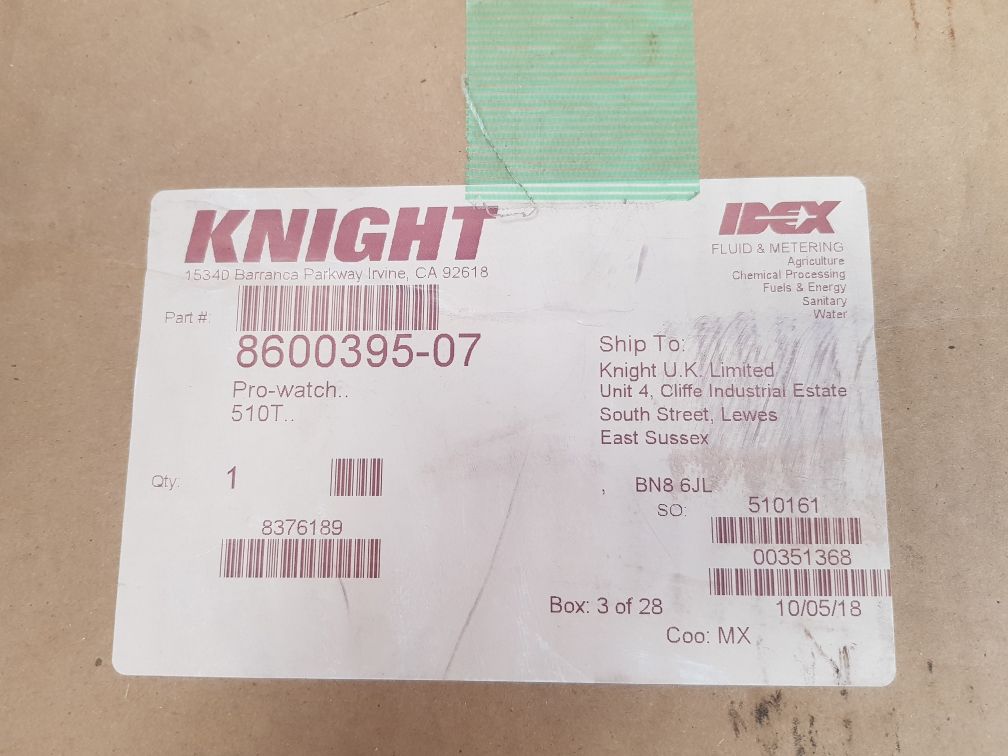 KNIGHT
15340 Barranca Parkway Irvine, CA 92618
IDEX
FLUID & METERING
Agriculture
Chemical Processing
Fuels & Energy
Sanitary
Water
Part #:
8600395-07
Pro-watch..
510T..
Qty: 1
8376189
Ship To:
Knight U.K. Limited
Unit 4, Cliffe Industrial Estate
South Street, Lewes
East Sussex
, BN8 6JL
SO: 510161
00351368
Box: 3 of 28 10/05/18
Coo: MX